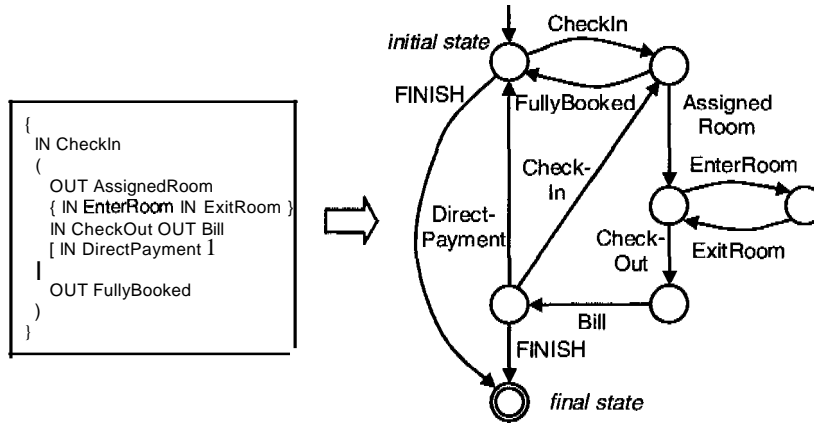 {
IN CheckIn
(
OUT AssignedRoom
{ IN EnterRoom IN ExitRoom }
IN CheckOut OUT Bill
[ IN DirectPayment 1
|
OUT FullyBooked
)
}
initial state
CheckIn
FullyBooked
FINISH
Assigned
Room
Check-
In
EnterRoom
Direct-
Payment
Check-
Out
ExitRoom
Bill
FINISH
final state